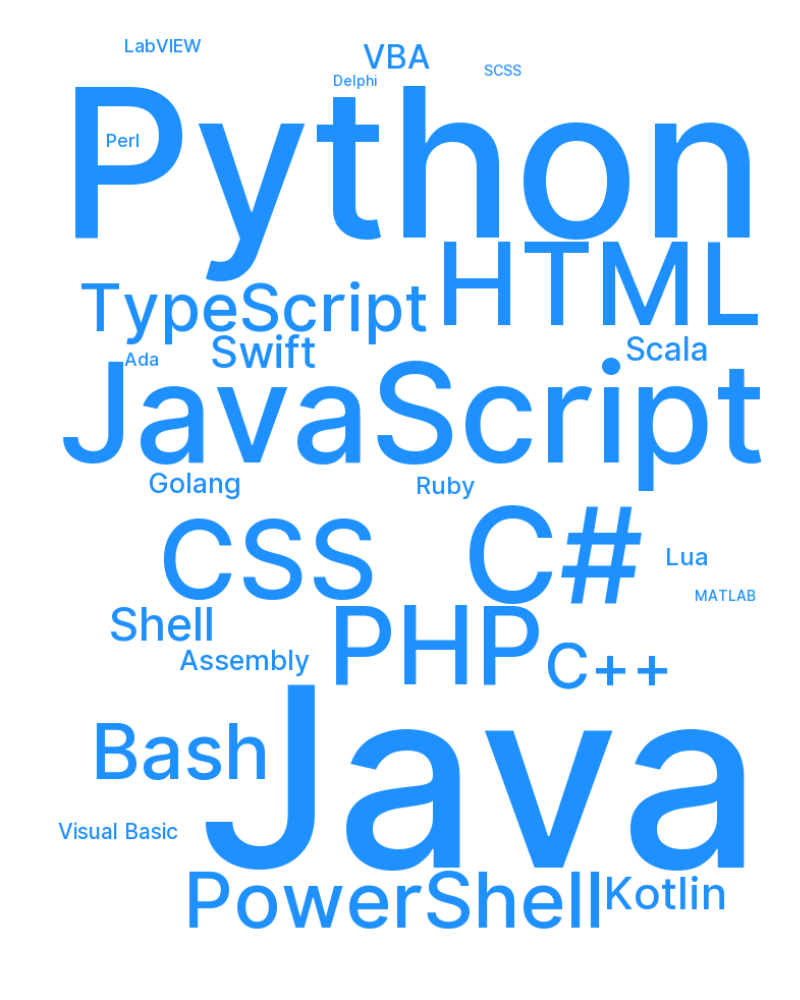 LabVIEW
VBA
SCSS
Delphi
Python
Perl
HTML
TypeScript
Swift
Scala
Ada
JavaScript
Golang
Ruby
CSS
C#
Lua
MATLAB
Shell
PHP
Assembly
C++
Java
Bash
Visual Basic
PowerShell
Kotlin